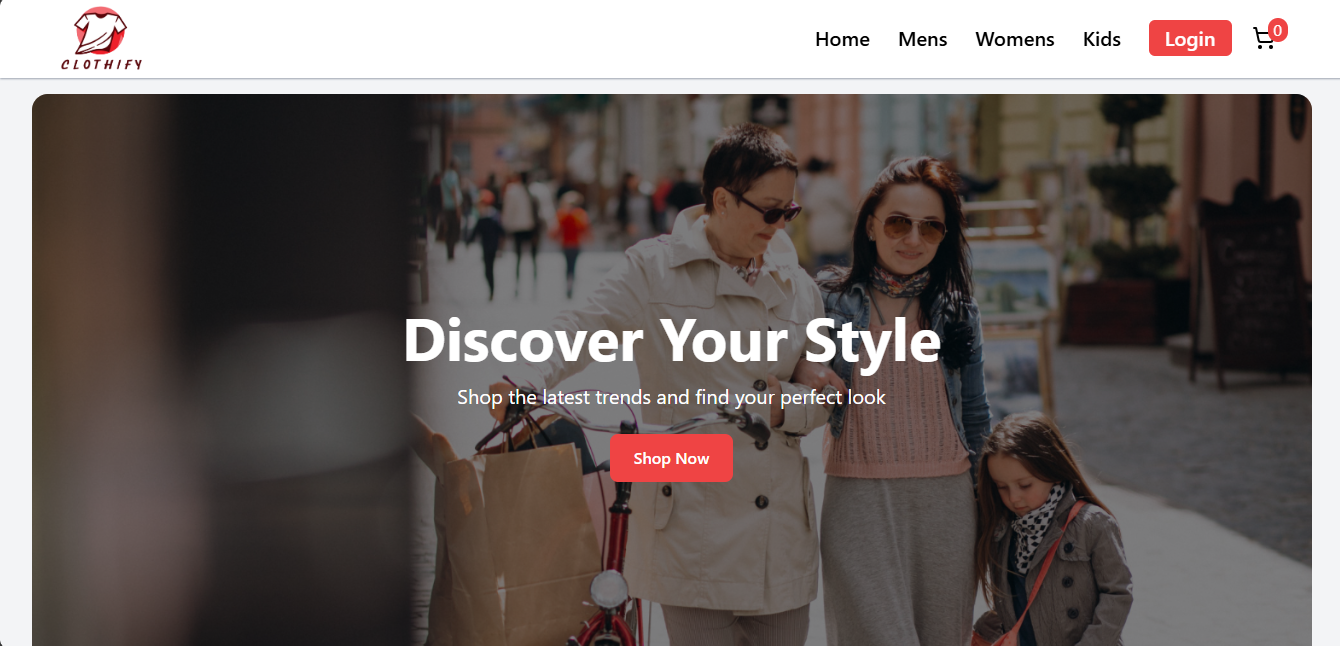 CLOTHIFY
Home Mens Womens Kids Login 0
Discover Your Style
Shop the latest trends and find your perfect look
Shop Now